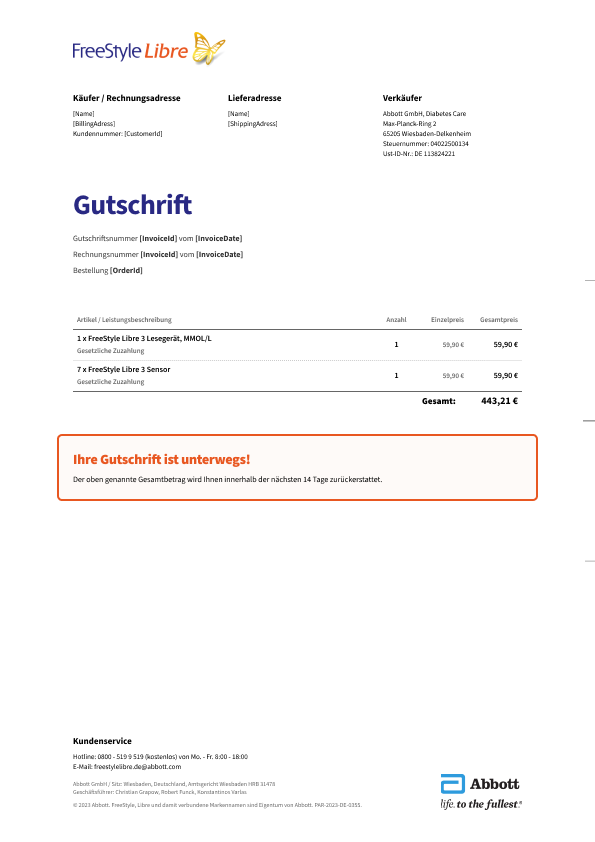 FreeStyle Libre
Käufer / Rechnungsadresse
[Name]
[BillingAdress]
Kundennummer: [CustomerId]
Lieferadresse
[Name]
[ShippingAdress]
Verkäufer
Abbott GmbH, Diabetes Care
Max-Planck-Ring 2
65205 Wiesbaden-Delkenheim
Steuernummer: 04022500134
Ust-ID-Nr.: DE 113824221
Gutschrift
Gutschriftsnummer [InvoiceId] vom [InvoiceDate]
Rechnungsnummer [InvoiceId] vom [InvoiceDate]
Bestellung [OrderId]
Artikel / Leistungsbeschreibung Anzahl Einzelpreis Gesamtpreis
1 x FreeStyle Libre 3 Lesegerät, MMOL/L
Gesetzliche Zuzahlung
1 59,90 € 59,90 €
7 x FreeStyle Libre 3 Sensor
Gesetzliche Zuzahlung
1 59,90 € 59,90 €
Gesamt: 443,21 €
Ihre Gutschrift ist unterwegs!
Der oben genannte Gesamtbetrag wird Ihnen innerhalb der nächsten 14 Tage zurückerstattet.
Kundenservice
Hotline: 0800 - 519 9 519 (kostenlos) von Mo. - Fr. 8:00 - 18:00
E-Mail: freestylelibre.de@abbott.com
Abbott GmbH / Sitz: Wiesbaden, Deutschland, Amtsgericht Wiesbaden HRB 31478
Geschäftsführer: Christian Grapow, Robert Funck, Konstantinos Varlas
© 2023 Abbott. FreeStyle, Libre und damit verbundene Markennamen sind Eigentum von Abbott. PAR-2023-DE-0355.
Abbott
life. to the fullest.®